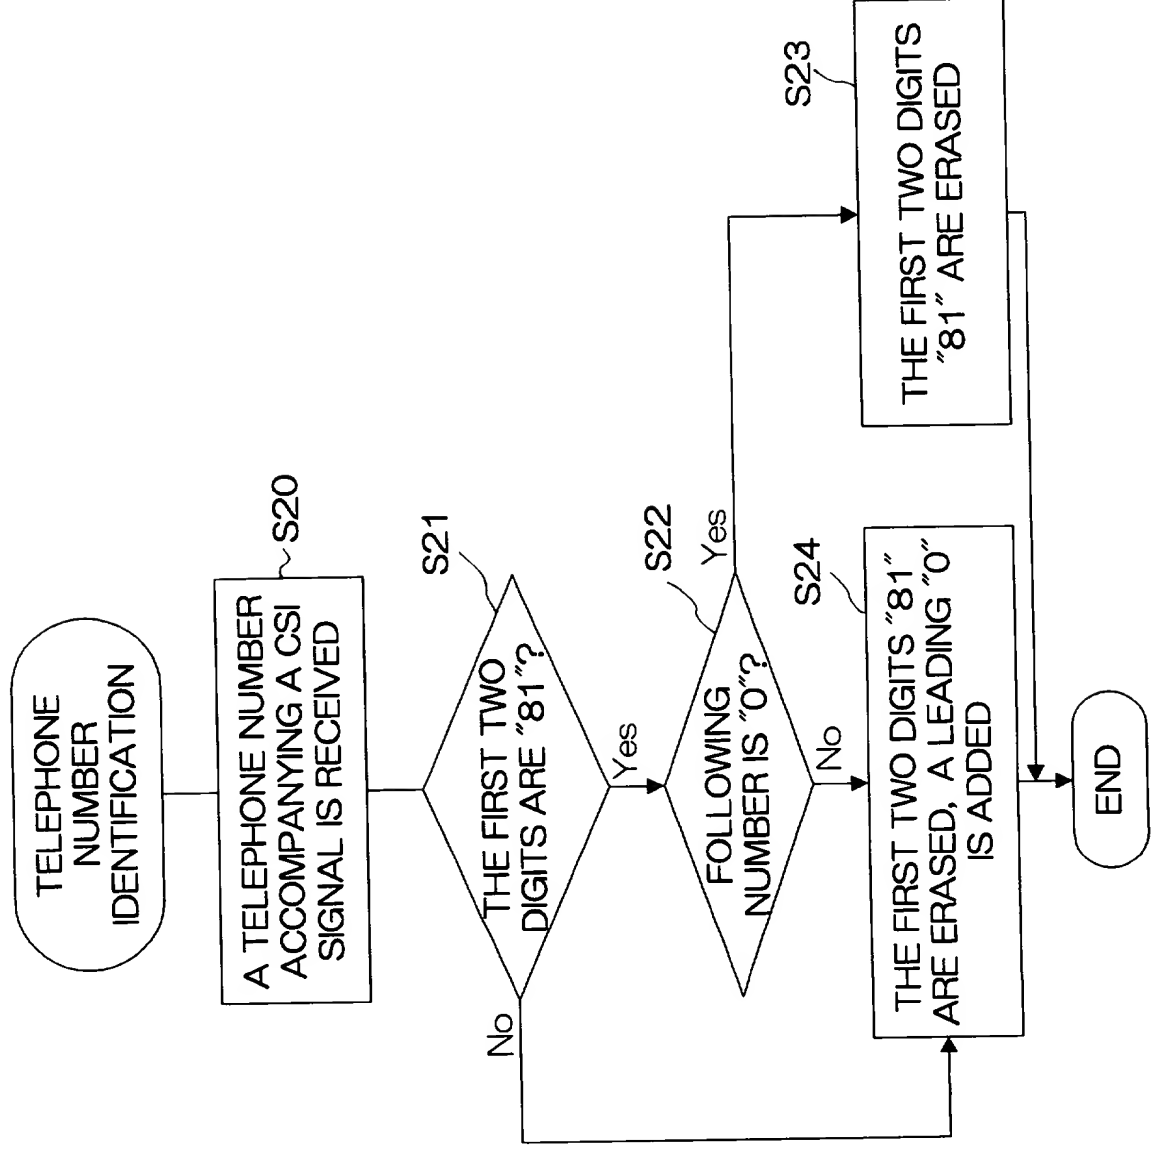 TELEPHONE
NUMBER
IDENTIFICATION
S20
A TELEPHONE NUMBER
ACCOMPANYING A CSI
SIGNAL IS RECEIVED
S21
THE FIRST TWO
DIGITS ARE "81"?
No
Yes
S22
FOLLOWING
NUMBER IS "0"?
Yes
No
S23
THE FIRST TWO DIGITS
"81" ARE ERASED
S24
THE FIRST TWO DIGITS "81"
ARE ERASED, A LEADING "0"
IS ADDED
END